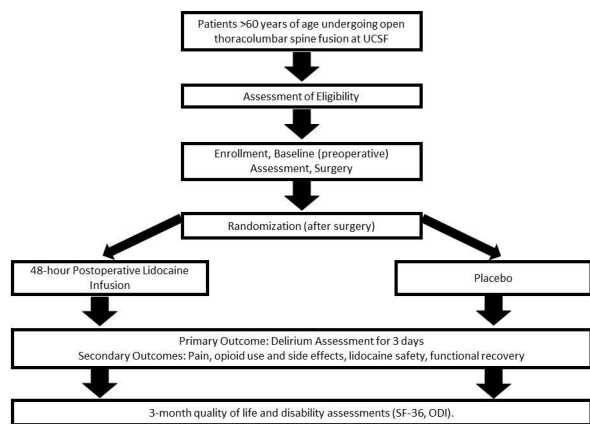 Patients >60 years of age undergoing open
thoracolumbar spine fusion at UCSF
Assessment of Eligibility
Enrollment, Baseline (preoperative)
Assessment, Surgery
Randomization (after surgery)
48-hour Postoperative Lidocaine
Infusion
Placebo
Primary Outcome: Delirium Assessment for 3 days
Secondary Outcomes: Pain, opioid use and side effects, lidocaine safety, functional recovery
3-month quality of life and disability assessments (SF-36, ODI).